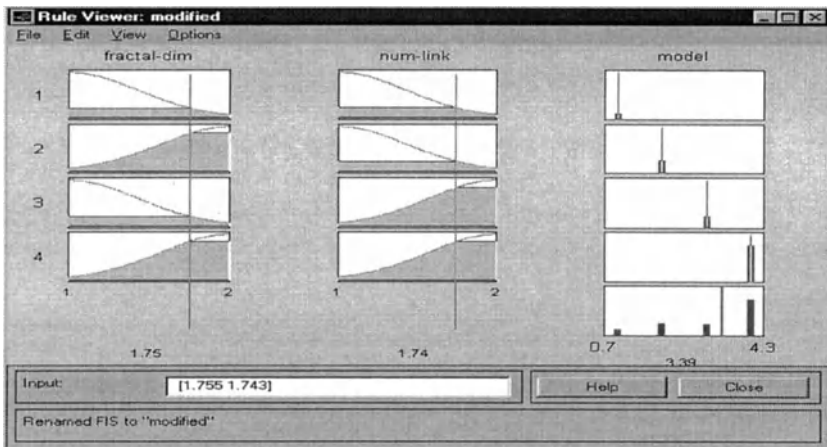 Rule Viewer: modified
File Edit View Options
fractal-dim num-link model
1
2
3
4
1 2 1 2
0.7 4.3
1.75 1.74 3.39
Input: [1.755 1.743] Help Close
Renamed FIS to "modified"